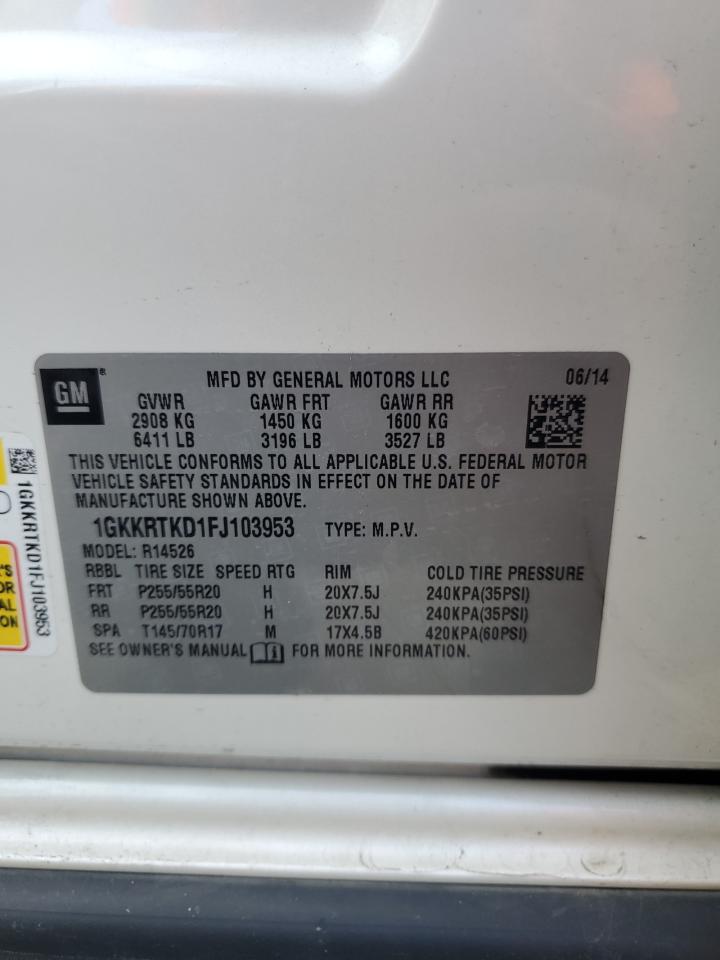 GM
MFD BY GENERAL MOTORS LLC 06/14
GVWR GAWR FRT GAWR RR
2908 KG 1450 KG 1600 KG
6411 LB 3196 LB 3527 LB
THIS VEHICLE CONFORMS TO ALL APPLICABLE U.S. FEDERAL MOTOR
VEHICLE SAFETY STANDARDS IN EFFECT ON THE DATE OF
MANUFACTURE SHOWN ABOVE.
1GKKRTKD1FJ103953 TYPE: M.P.V.
MODEL: R14526
RBBL TIRE SIZE SPEED RTG RIM COLD TIRE PRESSURE
FRT P255/55R20 H 20X7.5J 240KPA(35PSI)
RR P255/55R20 H 20X7.5J 240KPA(35PSI)
SPA T145/70R17 M 17X4.5B 420KPA(60PSI)
SEE OWNER'S MANUAL FOR MORE INFORMATION.
1GKKRTKD1FJ103953